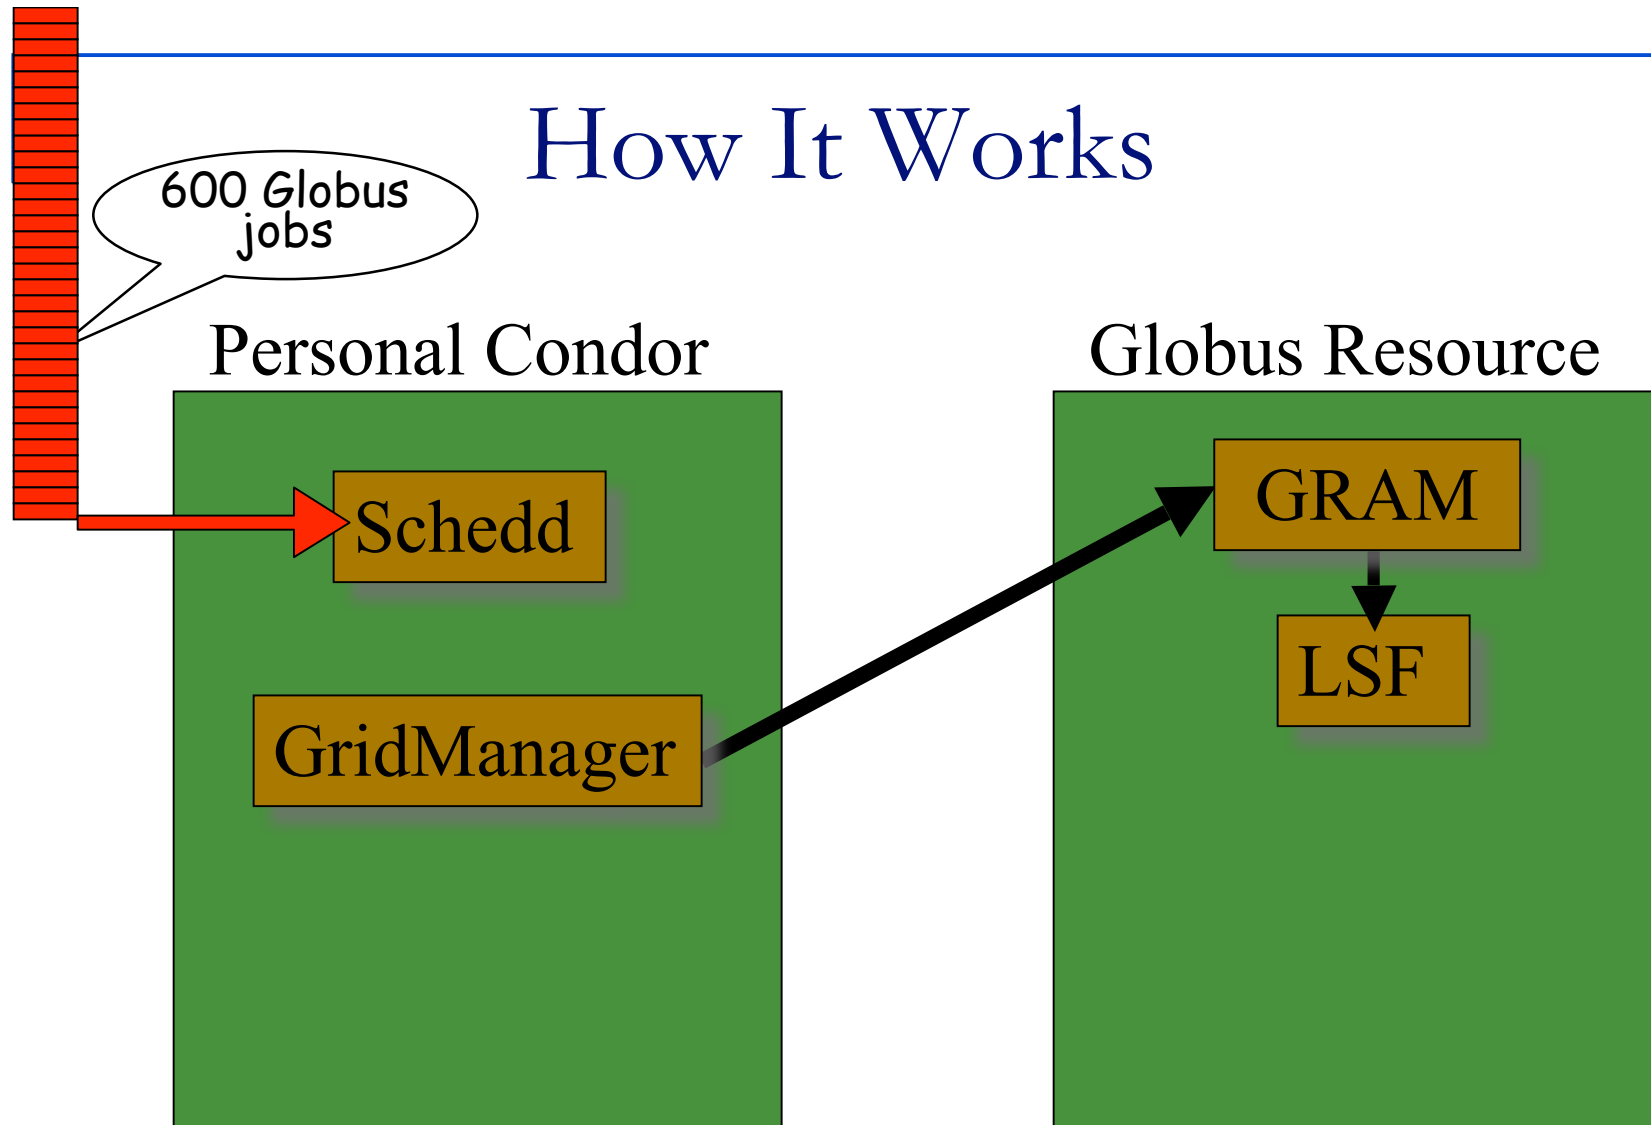 How It Works
600 Globus
jobs
Personal Condor
Globus Resource
Schedd
GRAM
LSF
GridManager